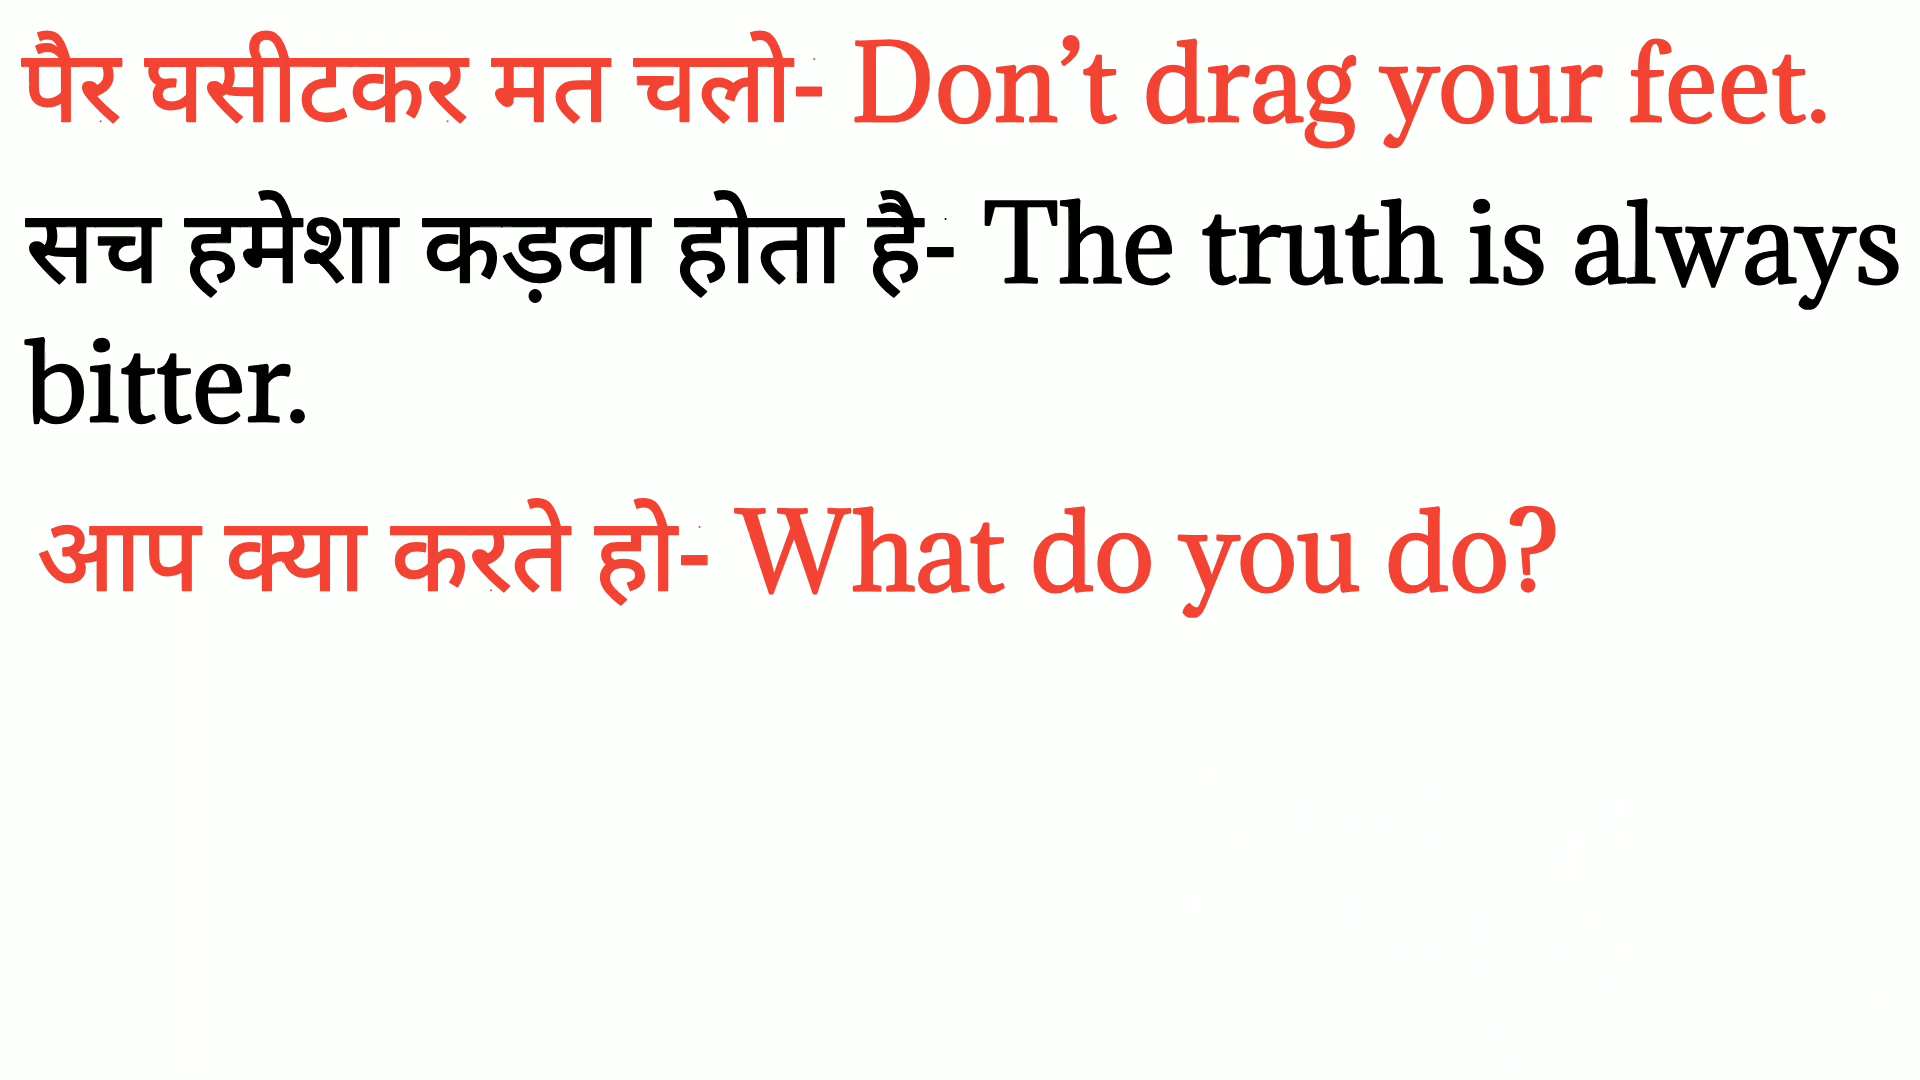 पैर घसीटकर मत चलो- Don’t drag your feet.
सच हमेशा कड़वा होता है- The truth is always
bitter.
आप क्या करते हो- What do you do?